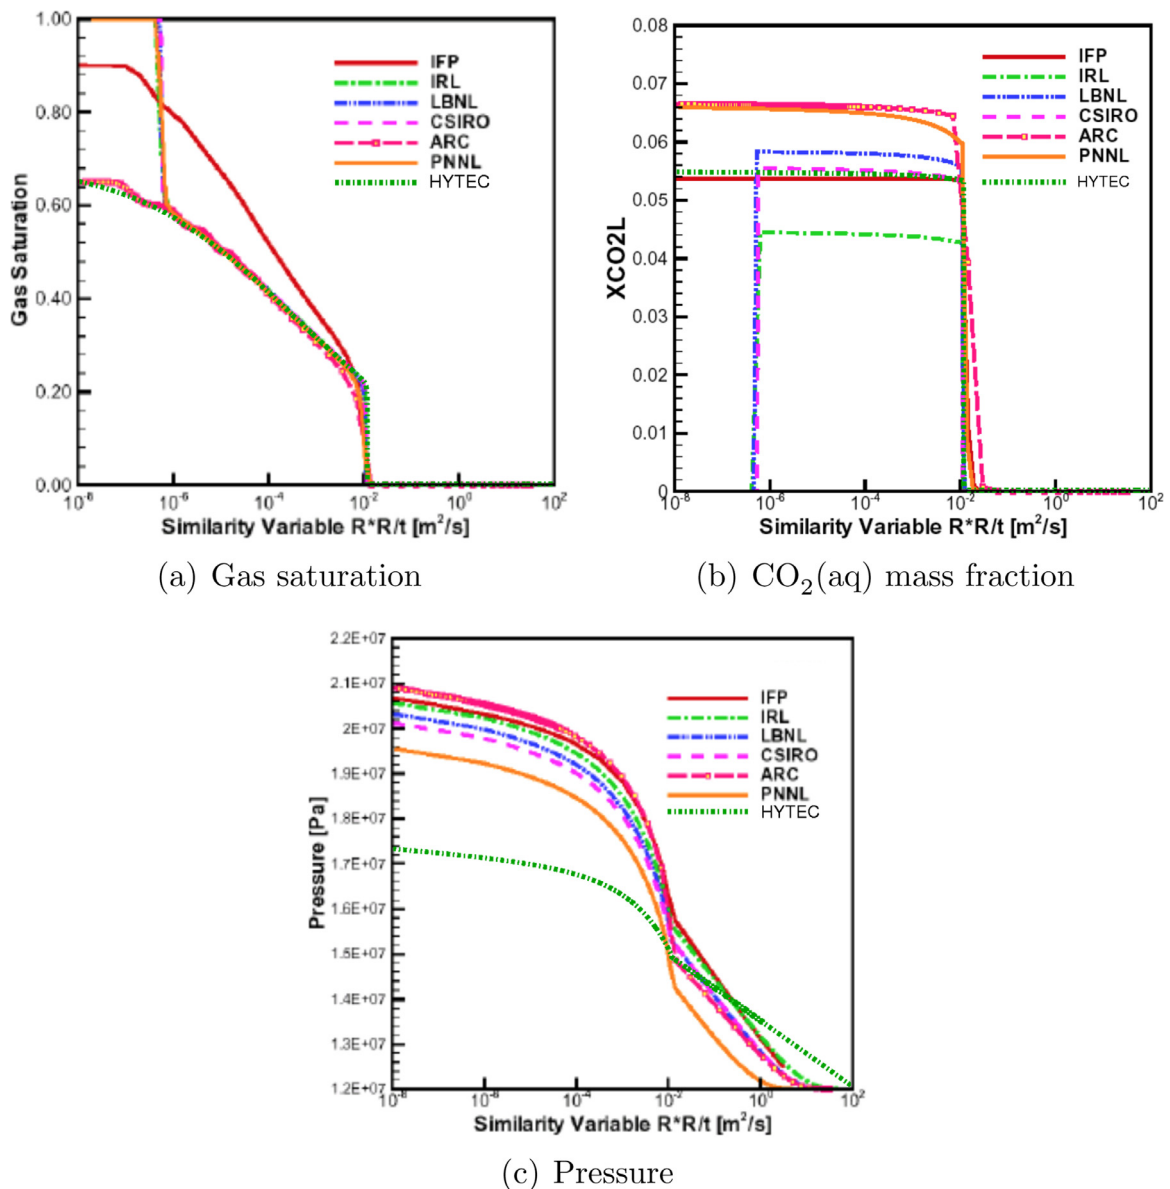 1.00
0.80
0.60
0.40
0.20
0.00
Gas Saturation
IFP
IRL
LBNL
CSIRO
ARC
PNNL
HYTEC
10⁻⁸ 10⁻⁶ 10⁻⁴ 10⁻² 10⁰ 10²
Similarity Variable R*R/t [m²/s]
(a) Gas saturation
0.08
0.07
0.06
0.05
0.04
0.03
0.02
0.01
0
XCO2L
IFP
IRL
LBNL
CSIRO
ARC
PNNL
HYTEC
10⁻⁸ 10⁻⁶ 10⁻⁴ 10⁻² 10⁰ 10²
Similarity Variable R*R/t [m²/s]
(b) CO₂(aq) mass fraction
2.2E+07
2.1E+07
2E+07
1.9E+07
1.8E+07
1.7E+07
1.6E+07
1.5E+07
1.4E+07
1.3E+07
1.2E+07
Pressure [Pa]
IFP
IRL
LBNL
CSIRO
ARC
PNNL
HYTEC
10⁻⁸ 10⁻⁸ 10⁻⁴ 10⁻² 10⁰ 10²
Similarity Variable R*R/t [m²/s]
(c) Pressure